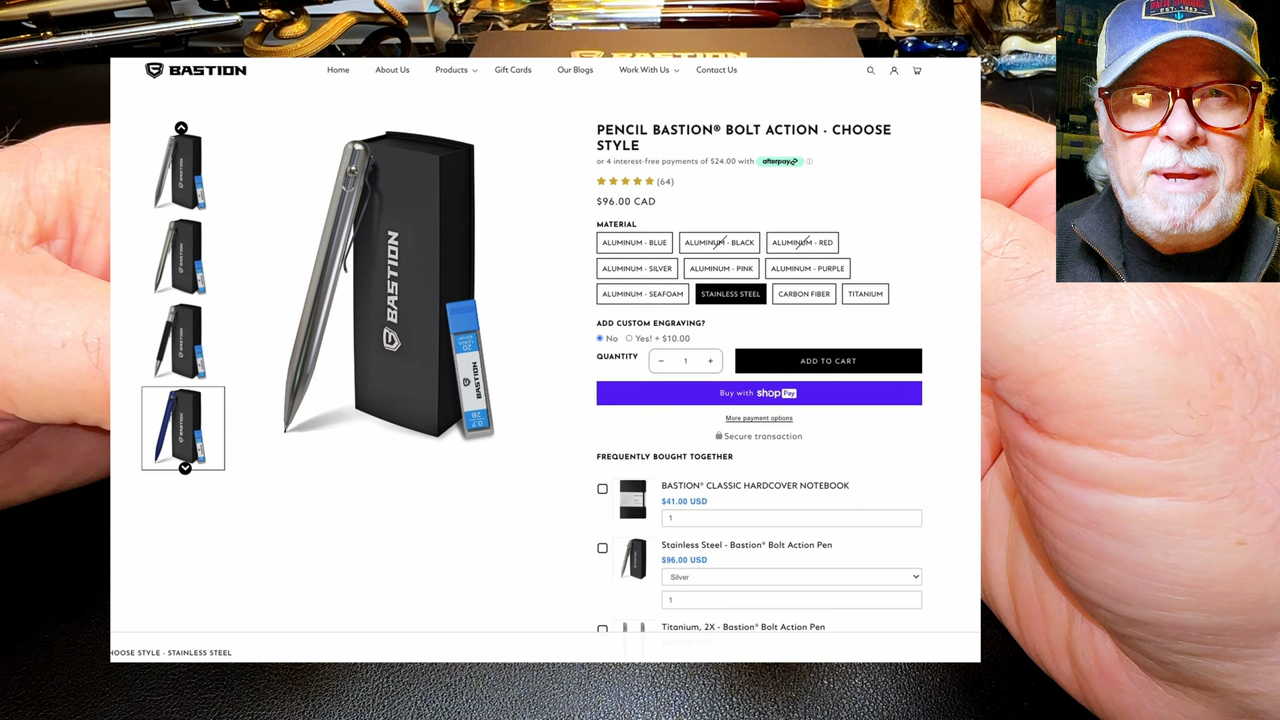 BASTION
BASTION
Home
About Us
Products
Gift Cards
Our Blogs
Work With Us
Contact Us
PENCIL BASTION® BOLT ACTION - CHOOSE
STYLE
or 4 interest-free payments of $24.00 with afterpay
(64)
$96.00 CAD
MATERIAL
ALUMINUM - BLUE
ALUMINUM - BLACK
ALUMINUM - RED
ALUMINUM - SILVER
ALUMINUM - PINK
ALUMINUM - PURPLE
ALUMINUM - SEAFOAM
STAINLESS STEEL
CARBON FIBER
TITANIUM
BASTION
BASTION
0.7 2B
ADD CUSTOM ENGRAVING?
No
Yes! + $10.00
QUANTITY
1
ADD TO CART
Buy with shop Pay
More payment options
Secure transaction
FREQUENTLY BOUGHT TOGETHER
BASTION® CLASSIC HARDCOVER NOTEBOOK
$41.00 USD
1
Stainless Steel - Bastion® Bolt Action Pen
$96.00 USD
Silver
1
Titanium, 2X - Bastion® Bolt Action Pen
HOOSE STYLE - STAINLESS STEEL